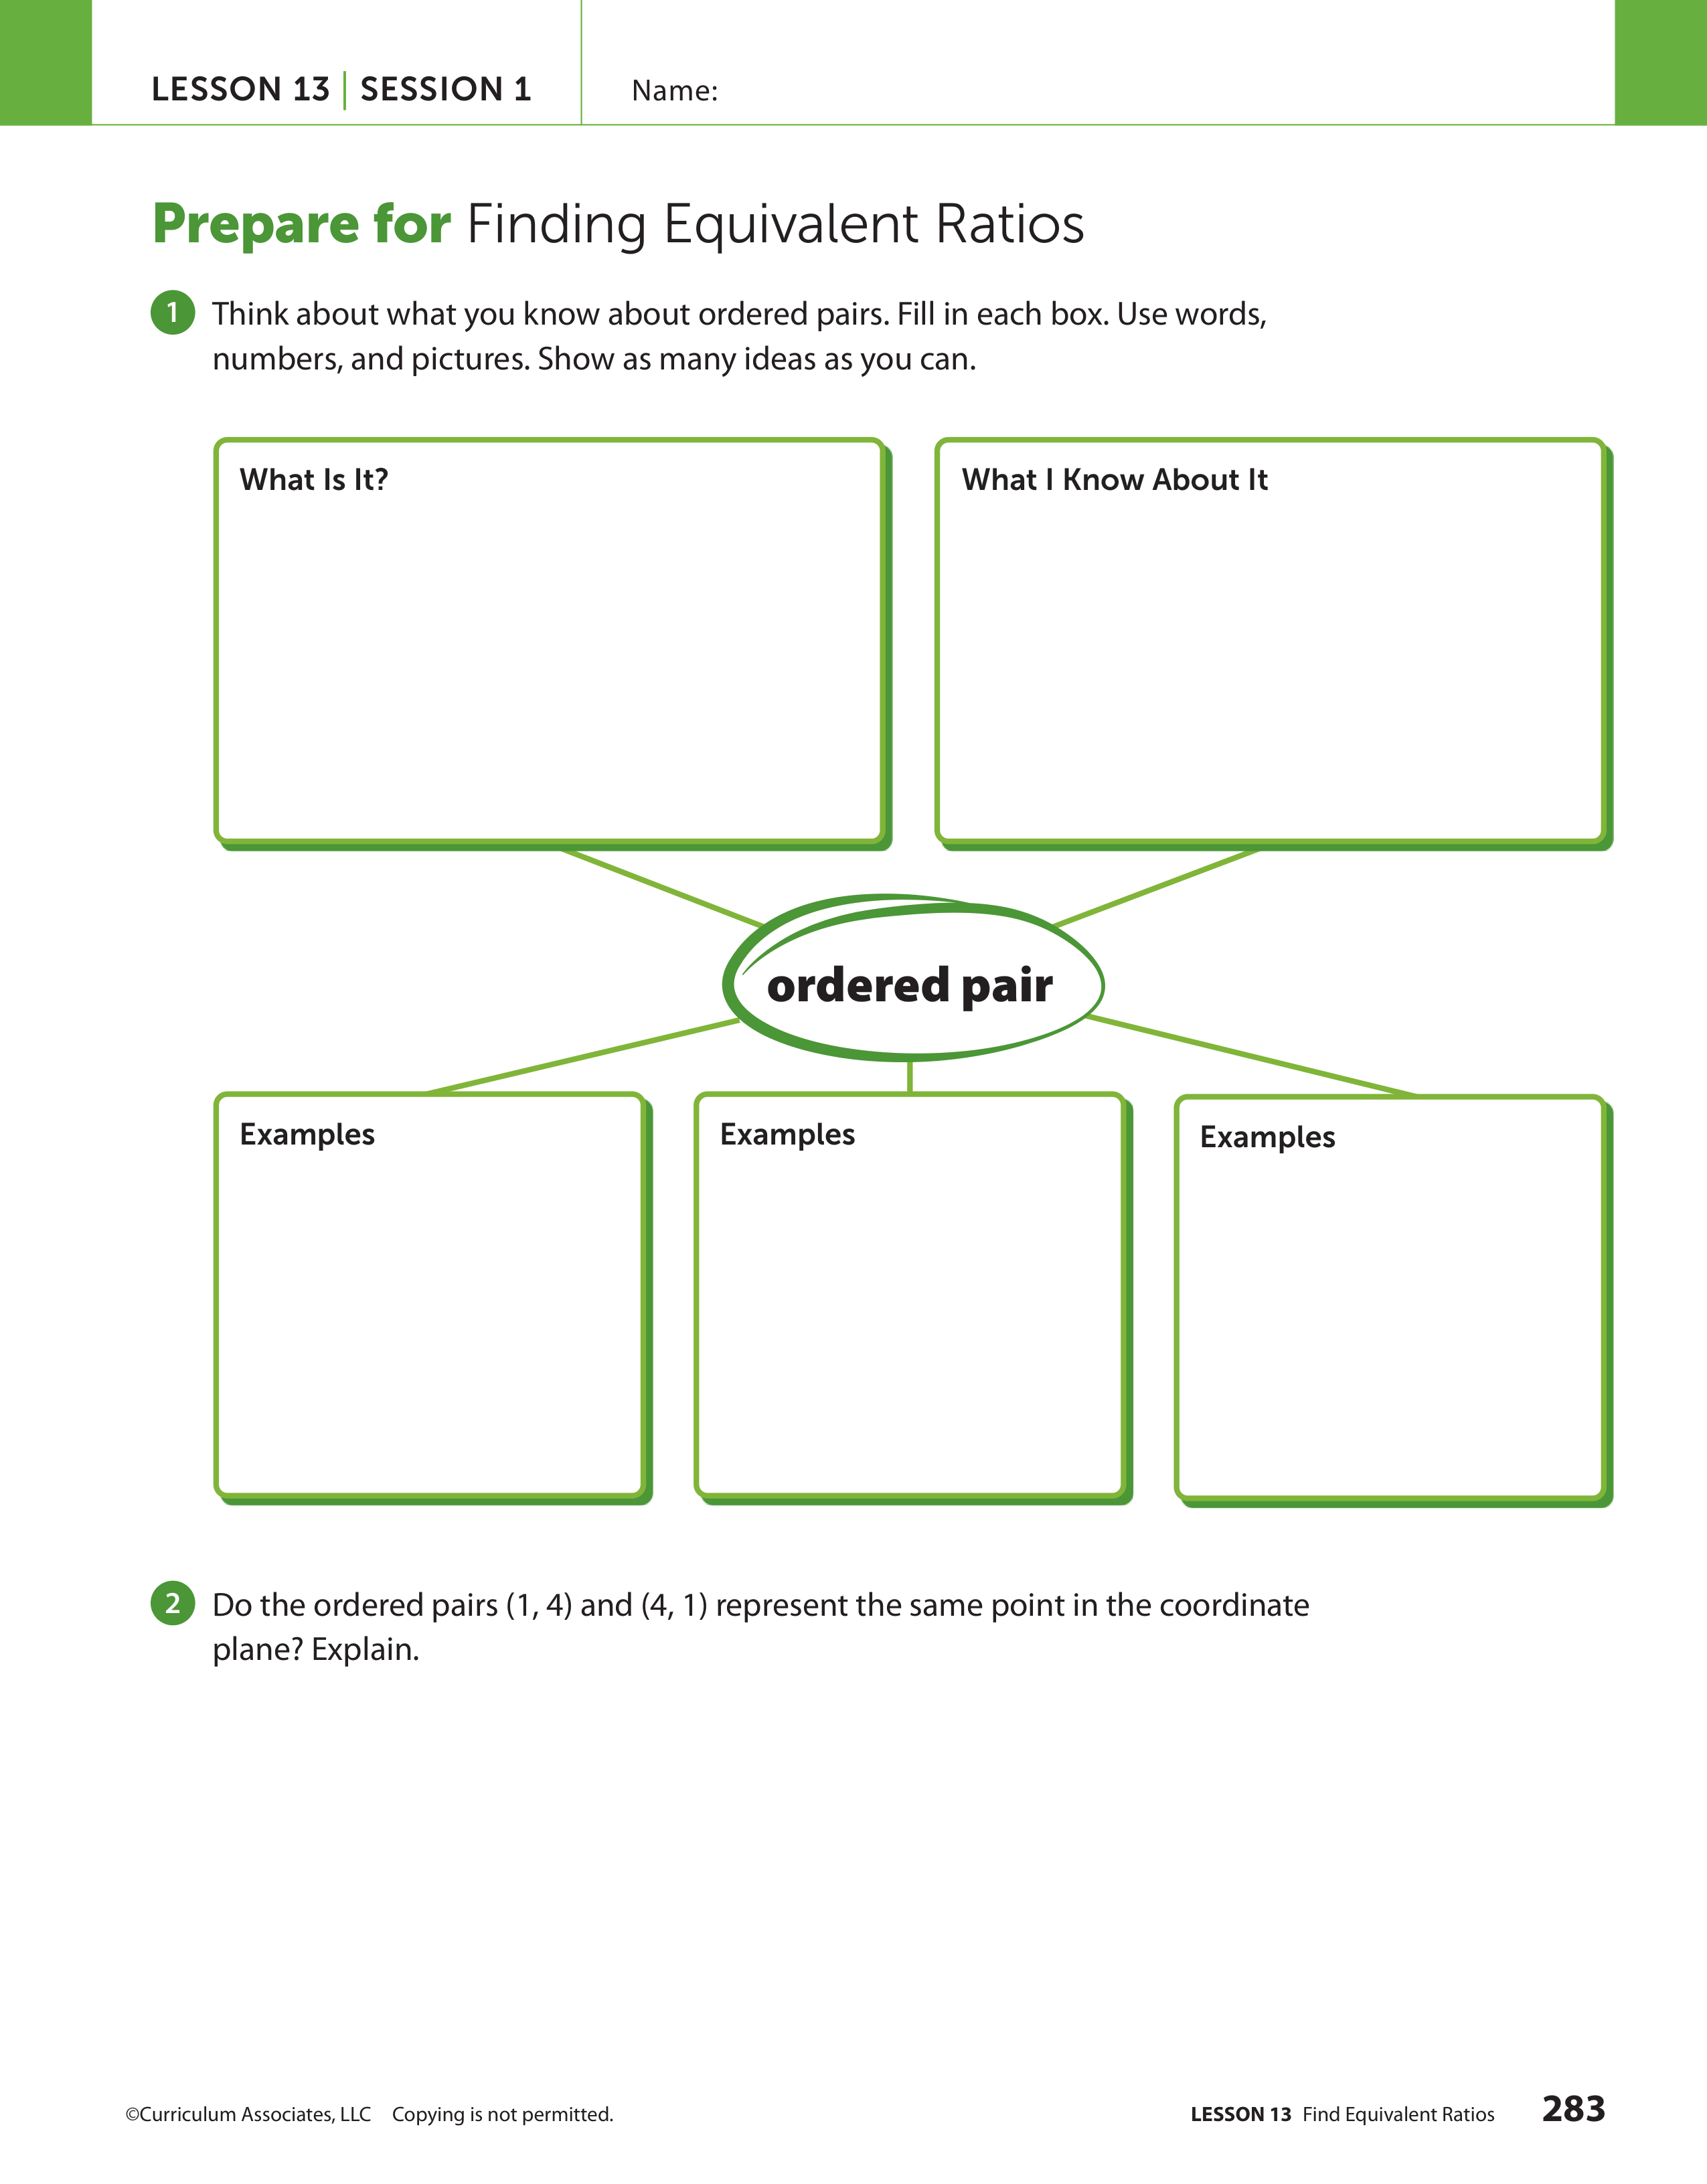 LESSON 13 | SESSION 1
Name:
Prepare for Finding Equivalent Ratios
1 Think about what you know about ordered pairs. Fill in each box. Use words,
numbers, and pictures. Show as many ideas as you can.
What Is It?
What I Know About It
ordered pair
Examples
Examples
Examples
2 Do the ordered pairs (1, 4) and (4, 1) represent the same point in the coordinate
plane? Explain.
©Curriculum Associates, LLC Copying is not permitted.
LESSON 13 Find Equivalent Ratios 283